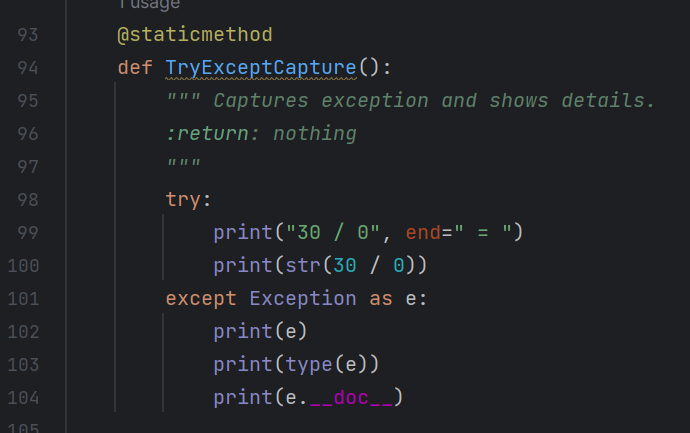 1 usage
93 @staticmethod
94 def TryExceptCapture():
95 """ Captures exception and shows details.
96 :return: nothing
97 """
98 try:
99 print("30 / 0", end=" = ")
100 print(str(30 / 0))
101 except Exception as e:
102 print(e)
103 print(type(e))
104 print(e.__doc__)
105